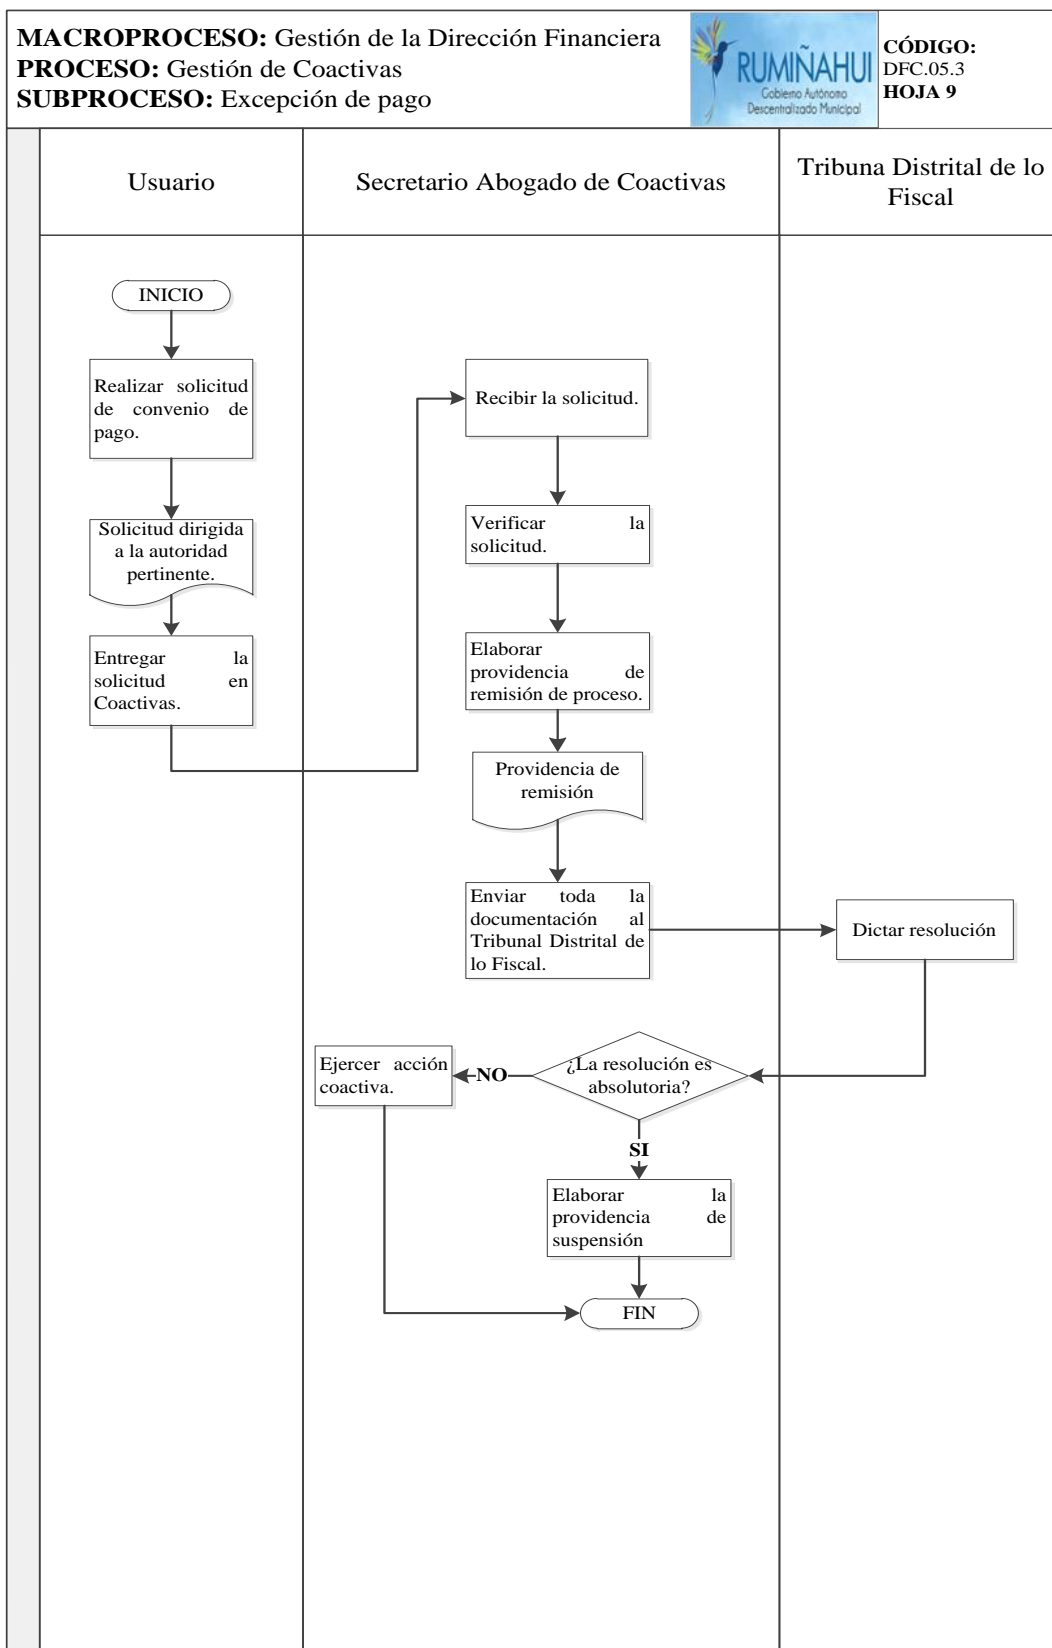 MACROPROCESO: Gestión de la Dirección Financiera
PROCESO: Gestión de Coactivas
SUBPROCESO: Excepción de pago
RUMIÑAHUI
Gobierno Autónomo
Descentralizado Municipal
CÓDIGO:
DFC.05.3
HOJA 9
Usuario
Secretario Abogado de Coactivas
Tribuna Distrital de lo
Fiscal
INICIO
Realizar solicitud
de convenio de
pago.
Solicitud dirigida
a la autoridad
pertinente.
Entregar la
solicitud en
Coactivas.
Recibir la solicitud.
Verificar la
solicitud.
Elaborar
providencia de
remisión de proceso.
Providencia de
remisión
Enviar toda la
documentación al
Tribunal Distrital de
lo Fiscal.
Dictar resolución
¿La resolución es
absolutoria?
NO
Ejercer acción
coactiva.
SI
Elaborar la
providencia de
suspensión
FIN